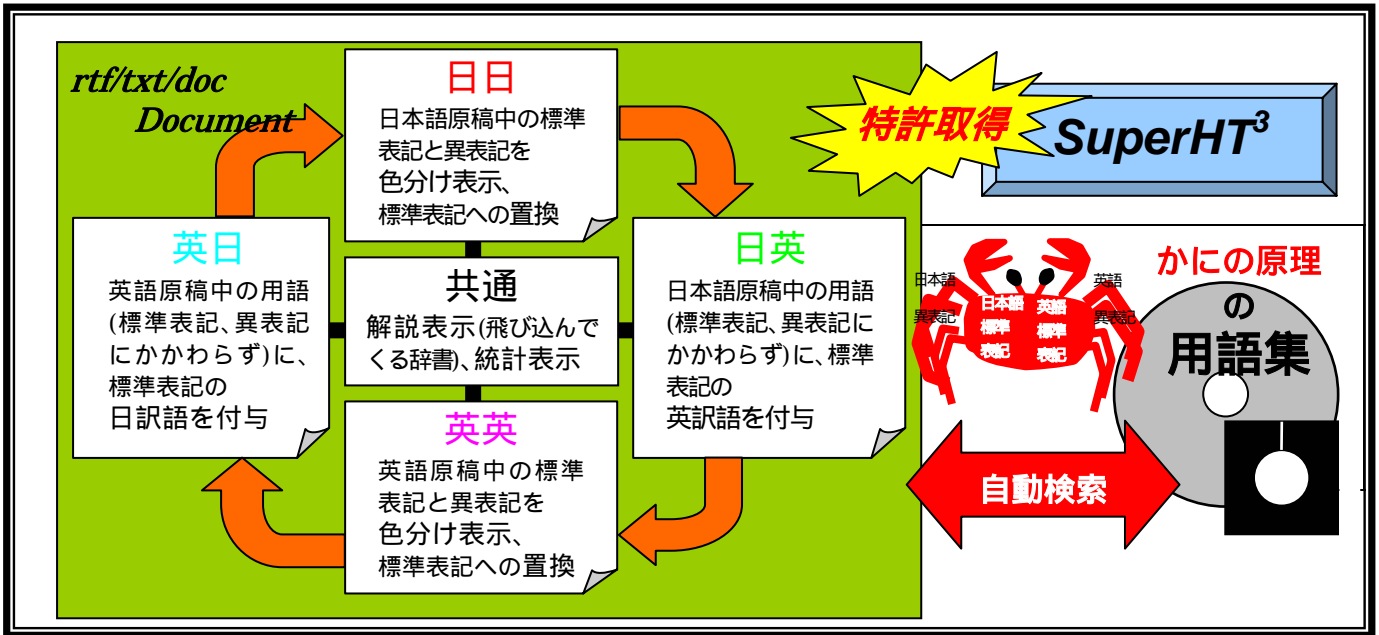 rtf/txt/doc
Document
日日
日本語原稿中の標準
表記と異表記を
色分け表示、
標準表記への置換
英日
英語原稿中の用語
(標準表記、異表記
にかかわらず)に、
標準表記の
日訳語を付与
共通
解説表示(飛び込んで
くる辞書)、統計表示
日英
日本語原稿中の用語
(標準表記、異表記に
かかわらず)に、標準
表記の
英訳語を付与
英英
英語原稿中の標準
表記と異表記を
色分け表示、
標準表記への置換
特許取得
SuperHT³
日本語
異表記
日本語
標準
表記
英語
標準
表記
英語
異表記
かにの原理
の
用語集
自動検索